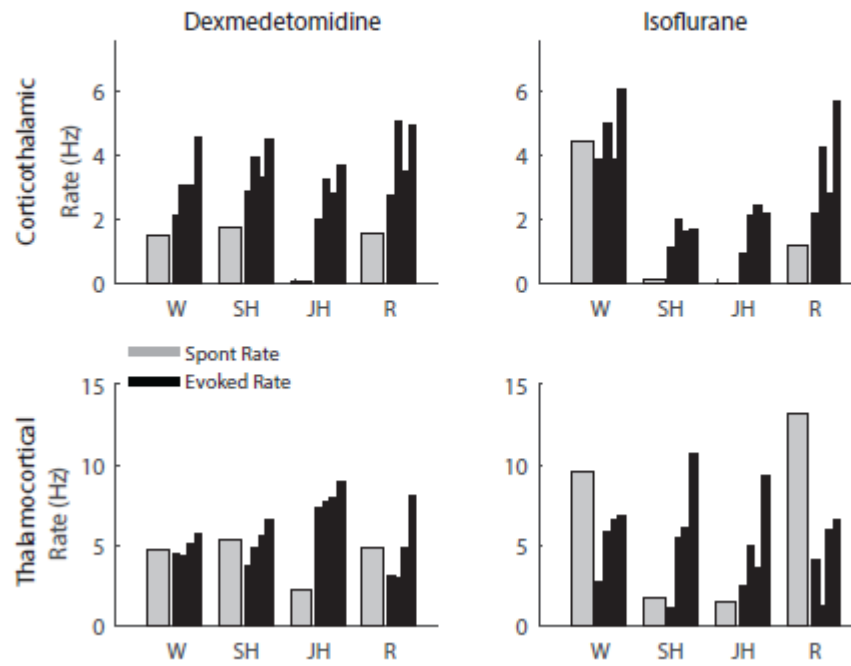 Dexmedetomidine
Isoflurane
Corticothalamic
Rate (Hz)
6
4
2
0
W SH JH R
6
4
2
0
W SH JH R
Spont Rate
Evoked Rate
Thalamocortical
Rate (Hz)
15
10
5
0
W SH JH R
15
10
5
0
W SH JH R